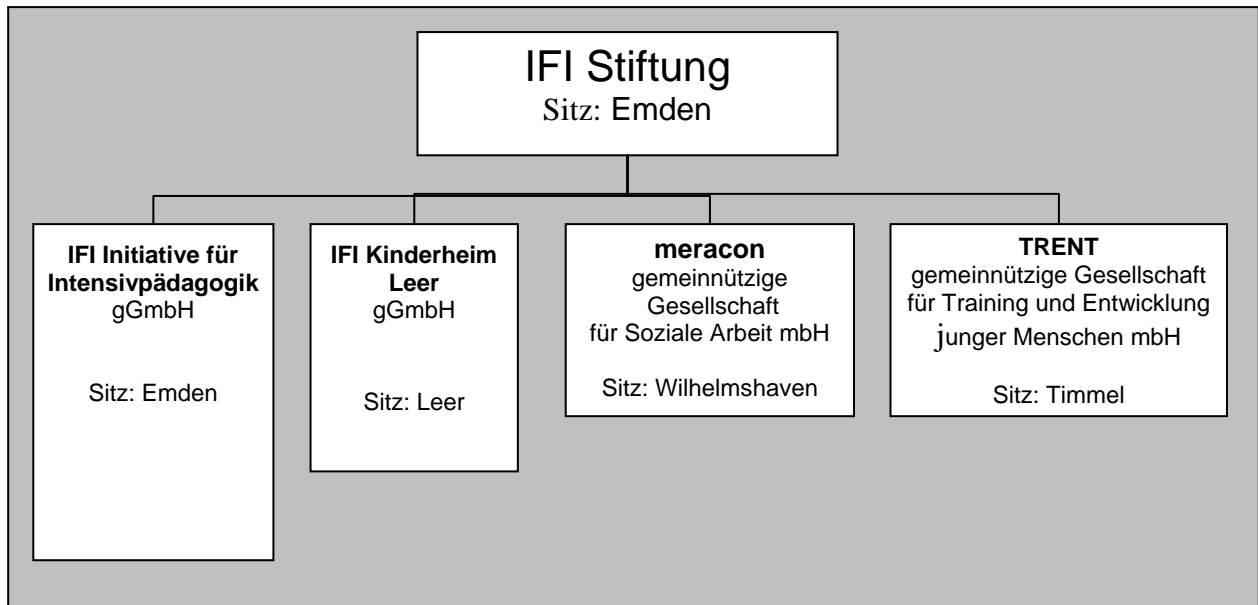 IFI Stiftung
Sitz: Emden
IFI Initiative für
Intensivpädagogik
gGmbH
Sitz: Emden
IFI Kinderheim
Leer
gGmbH
Sitz: Leer
meracon
gemeinnützige
Gesellschaft
für Soziale Arbeit mbH
Sitz: Wilhelmshaven
TRENT
gemeinnützige Gesellschaft
für Training und Entwicklung
junger Menschen mbH
Sitz: Timmel